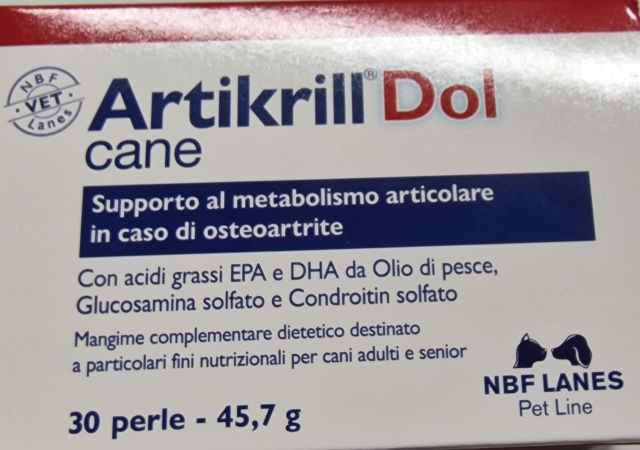 NBF
VET
Lanes
Artikrill® Dol
cane
Supporto al metabolismo articolare
in caso di osteoartrite
Con acidi grassi EPA e DHA da Olio di pesce,
Glucosamina solfato e Condroitin solfato
Mangime complementare dietetico destinato
a particolari fini nutrizionali per cani adulti e senior
30 perle - 45,7 g
NBF LANES
Pet Line